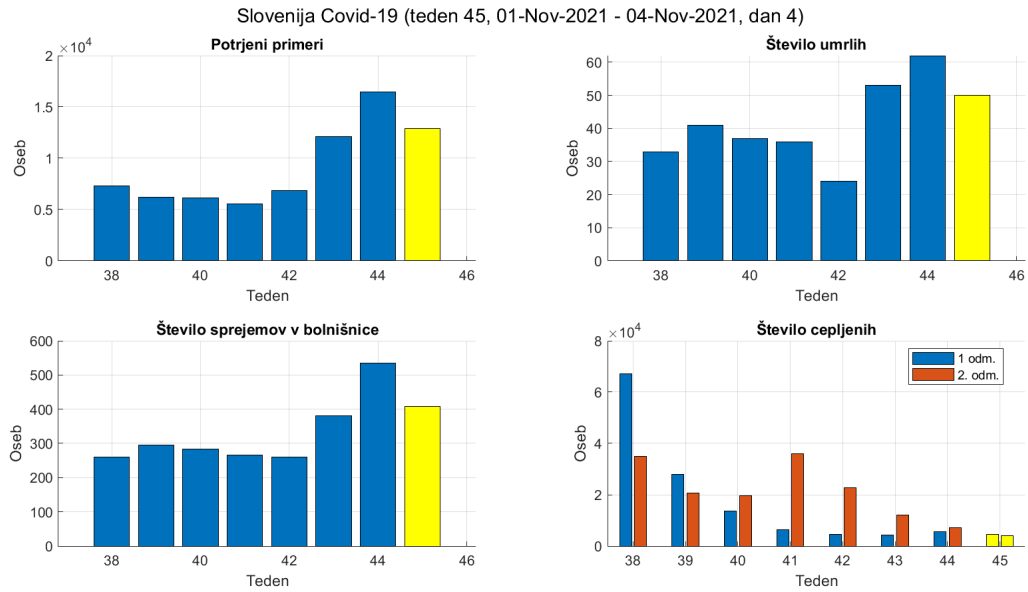 Slovenija Covid-19 (teden 45, 01-Nov-2021 - 04-Nov-2021, dan 4)
Potrjeni primeri
×10⁴
2
1.5
1
0.5
0
Oseb
38 40 42 44 46
Teden
Število umrlih
60
50
40
30
20
10
0
Oseb
38 40 42 44 46
Teden
Število sprejemov v bolnišnice
600
500
400
300
200
100
0
Oseb
38 40 42 44 46
Teden
Število cepljenih
×10⁴
8
6
4
2
0
Oseb
1 odm.
2. odm.
38 39 40 41 42 43 44 45
Teden